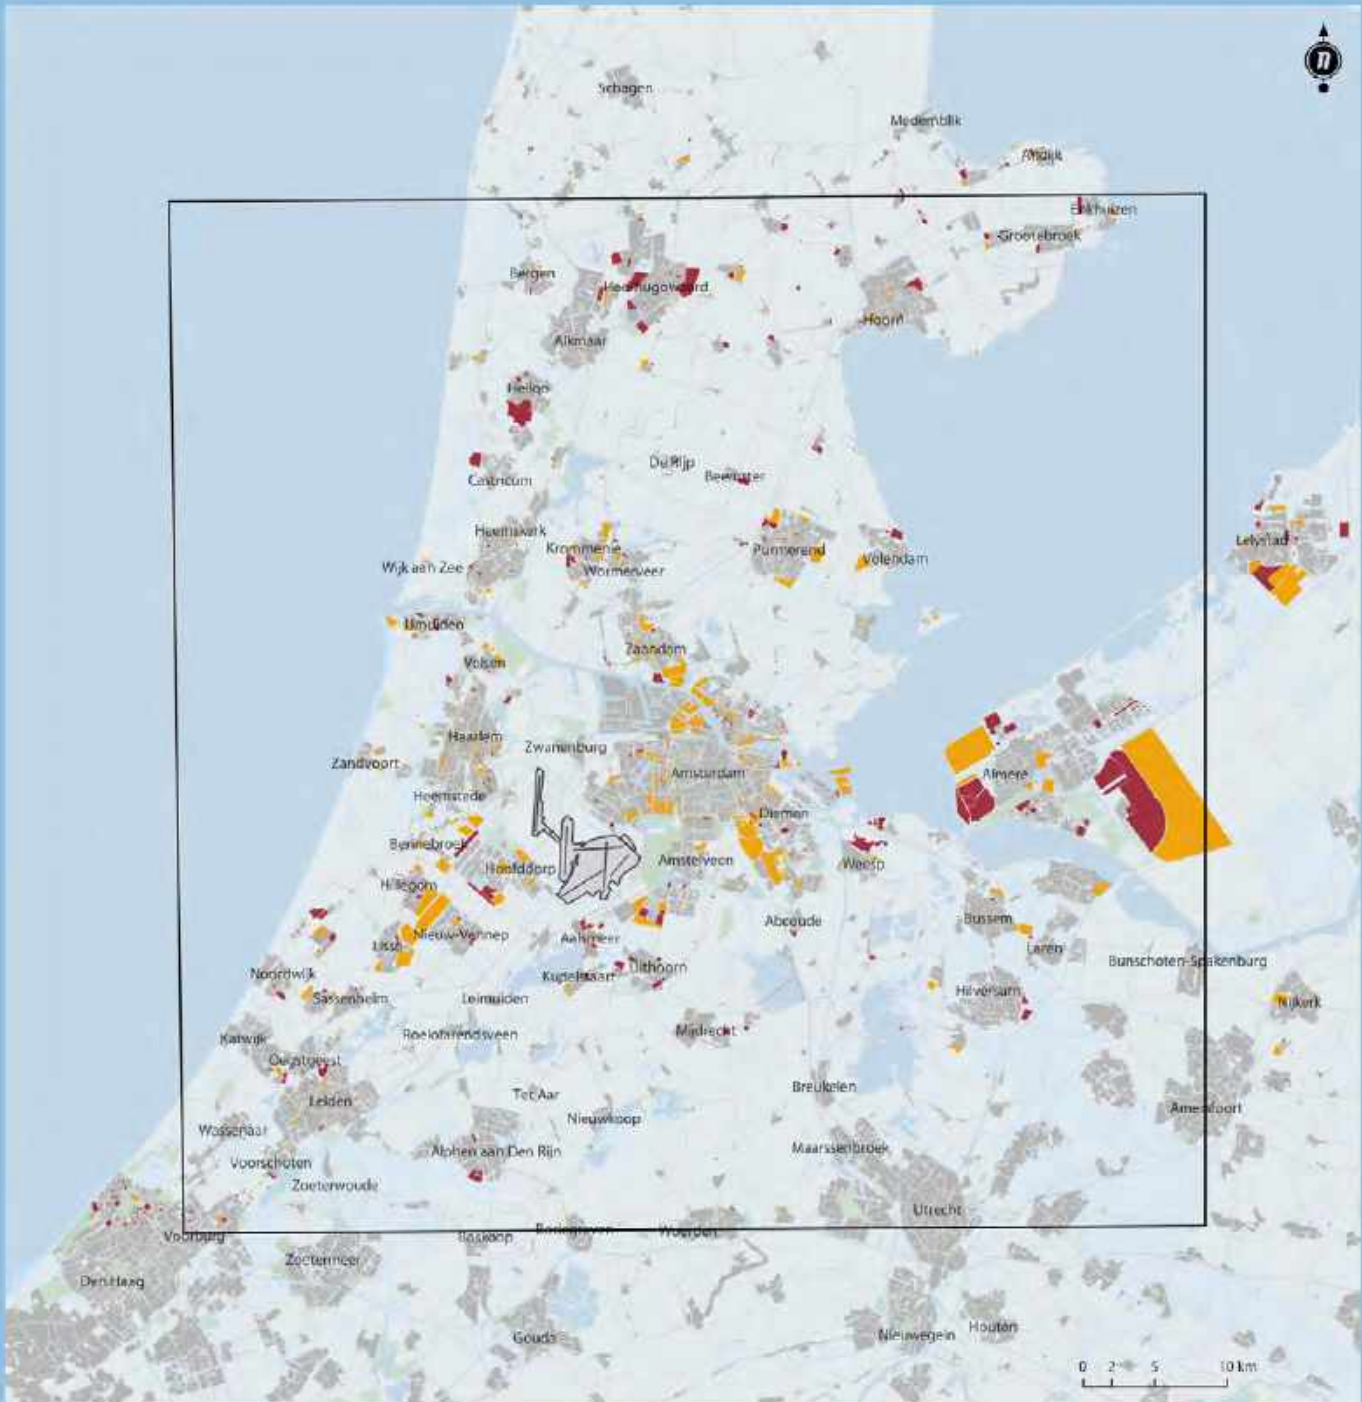 n
Schagen
Medemblik
Andijk
Enkhuizen
Grootebroek
Bergen
Heerhugowaard
Hoorn
Alkmaar
Heiloo
De Rijp
Beemster
Castricum
Heemskerk
Lelystad
Krommenie
Purmerend
Volendam
Wijk aan Zee
Wormerveer
IJmuiden
Zaandam
Velsen
Haarlem
Zwanenburg
Zandvoort
Amsterdam
Almere
Heemstede
Diemen
Bennebroek
Hoofddorp
Amstelveen
Weesp
Hillegom
Abcoude
Bussem
Nieuw-Vennep
Aalsmeer
Lisse
Laren
Bunschoten-Spakenburg
Noordwijk
Kudelstaart
Uithoorn
Sassenheim
Leimuiden
Hilversum
Nijkerk
Katwijk
Roelofarendsveen
Mijdrecht
Oegstgeest
Breukelen
Leiden
Ter Aar
Nieuwkoop
Amersfoort
Wassenaar
Maarssenbroek
Alphen aan Den Rijn
Voorschoten
Zoeterwoude
Utrecht
Voorburg
Boskoop
Bodegraven
Woerden
Zoetermeer
Den Haag
Gouda
Nieuwegein
Houten
0 2 5 10 km